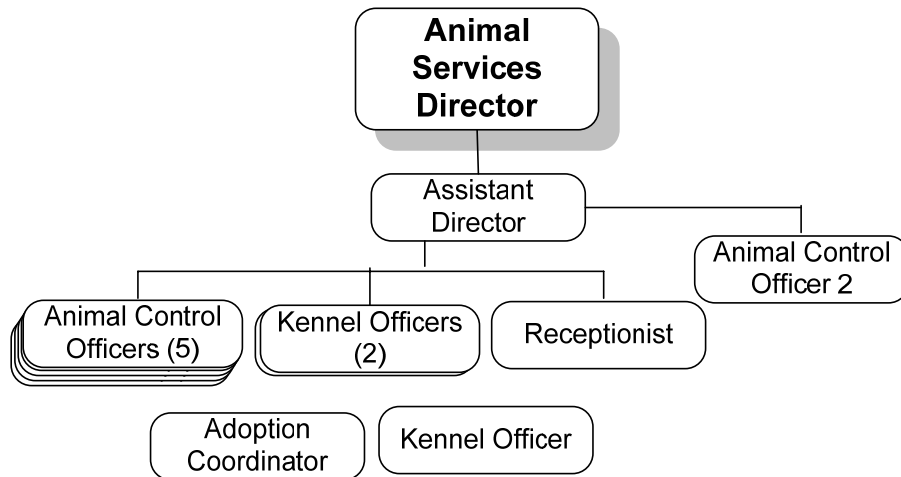 Animal
Services
Director
Assistant
Director
Animal Control
Officer 2
Animal Control
Officers (5)
Kennel Officers
(2)
Receptionist
Adoption
Coordinator
Kennel Officer